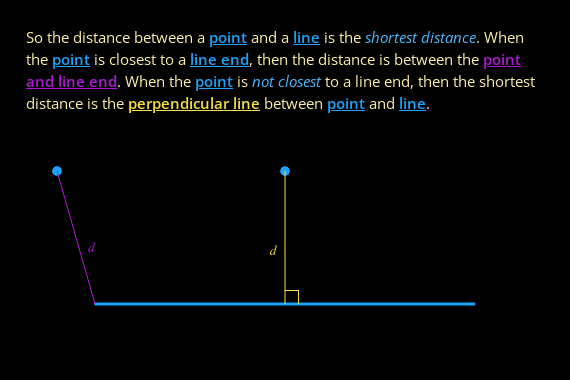 So the distance between a point and a line is the shortest distance. When
the point is closest to a line end, then the distance is between the point
and line end. When the point is not closest to a line end, then the shortest
distance is the perpendicular line between point and line.
d
d